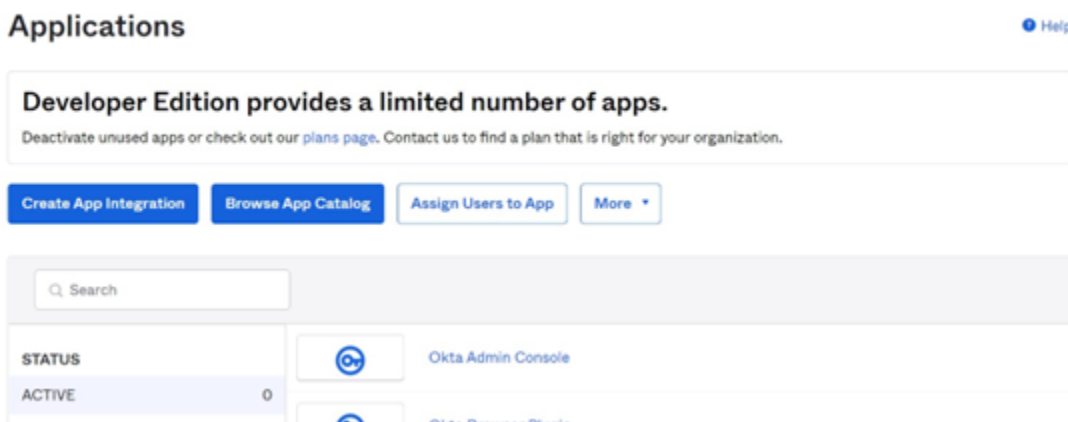 Applications
Help
Developer Edition provides a limited number of apps.
Deactivate unused apps or check out our plans page. Contact us to find a plan that is right for your organization.
Create App Integration
Browse App Catalog
Assign Users to App
More
Search
STATUS
Okta Admin Console
ACTIVE
0